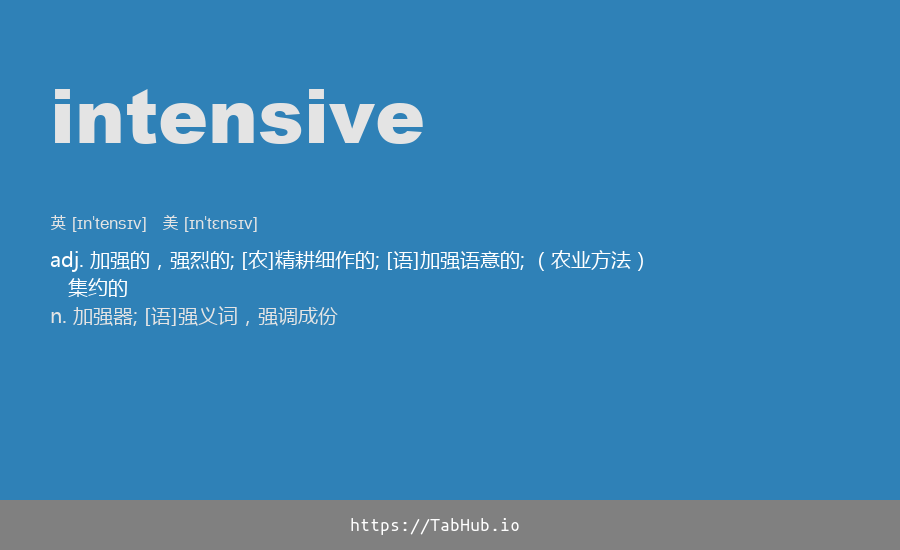 intensive
英 [ɪn'tensɪv] 美 [ɪn'tɛnsɪv]
adj. 加强的，强烈的; [农]精耕细作的; [语]加强语意的; （农业方法）
集约的
n. 加强器; [语]强义词，强调成份
https://TabHub.io